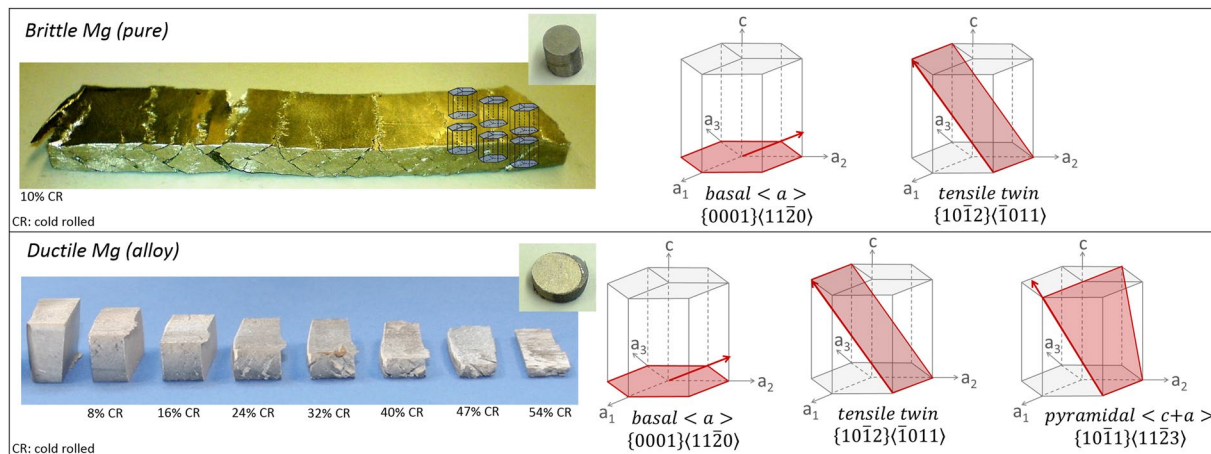 Brittle Mg (pure)
10% CR
CR: cold rolled
c
a₃
a₂
a₁
basal < a >
{0001}⟨112̄0⟩
c
a₃
a₂
a₁
tensile twin
{101̄2}⟨1̄011⟩
Ductile Mg (alloy)
8% CR 16% CR 24% CR 32% CR 40% CR 47% CR 54% CR
CR: cold rolled
c
a₃
a₂
a₁
basal < a >
{0001}⟨112̄0⟩
c
a₃
a₂
a₁
tensile twin
{101̄2}⟨1̄011⟩
c
a₃
a₂
a₁
pyramidal < c+a >
{101̄1}⟨112̄3⟩